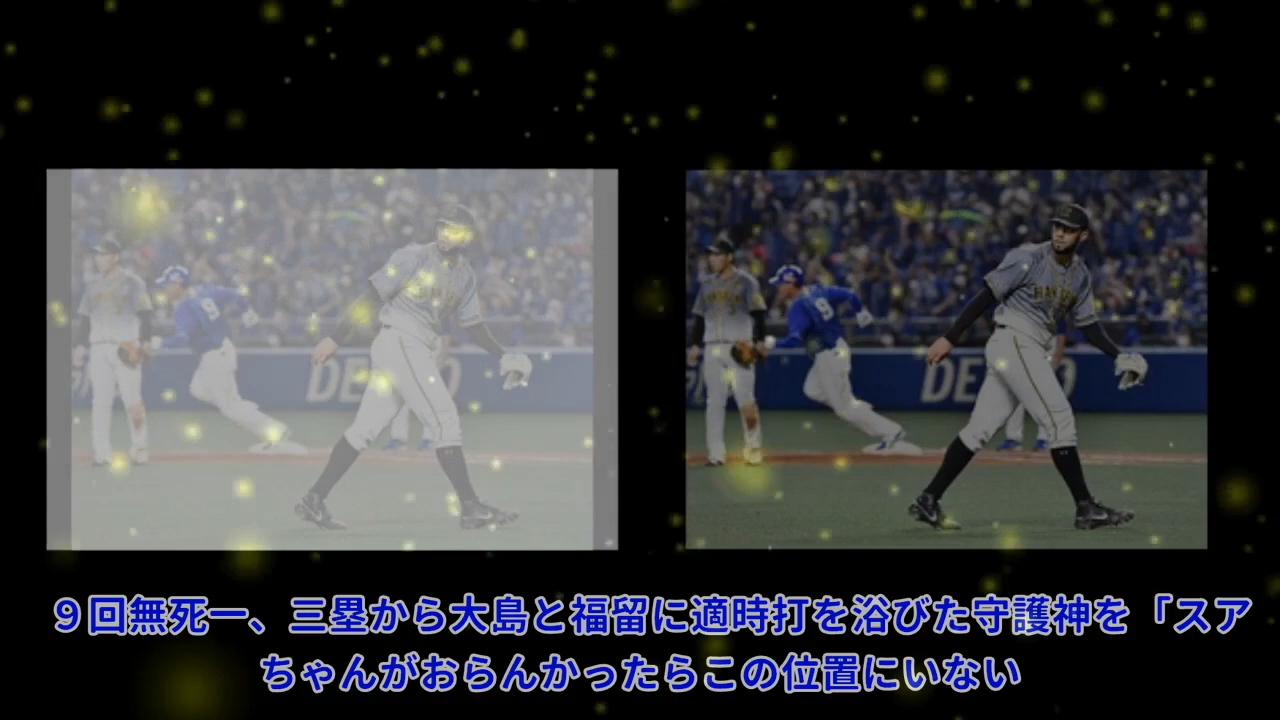 DE
DE
９回無死一、三塁から大島と福留に適時打を浴びた守護神を「スア
ちゃんがおらんかったらこの位置にいない